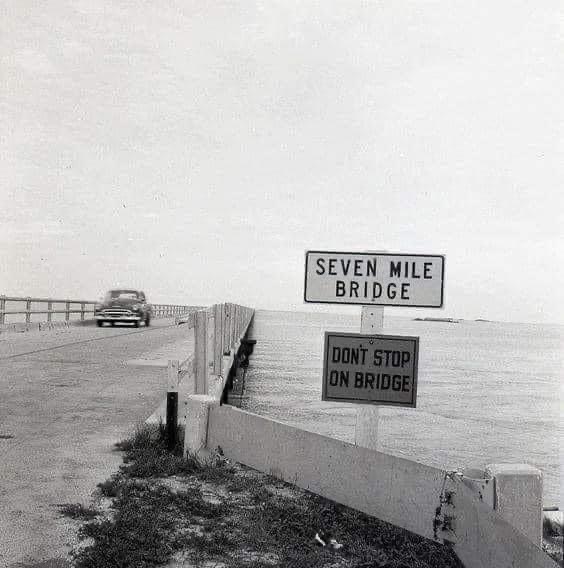 SEVEN MILE
BRIDGE
DON'T STOP
ON BRIDGE